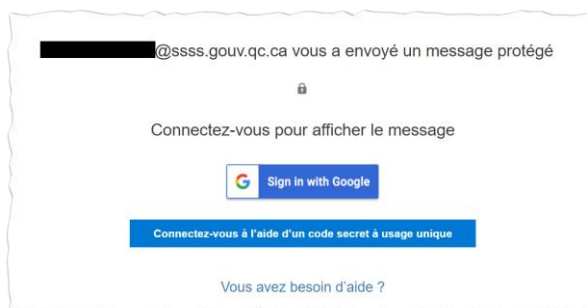 @ssss.gouv.qc.ca vous a envoyé un message protégé
Connectez-vous pour afficher le message
G Sign in with Google
Connectez-vous à l'aide d'un code secret à usage unique
Vous avez besoin d'aide ?